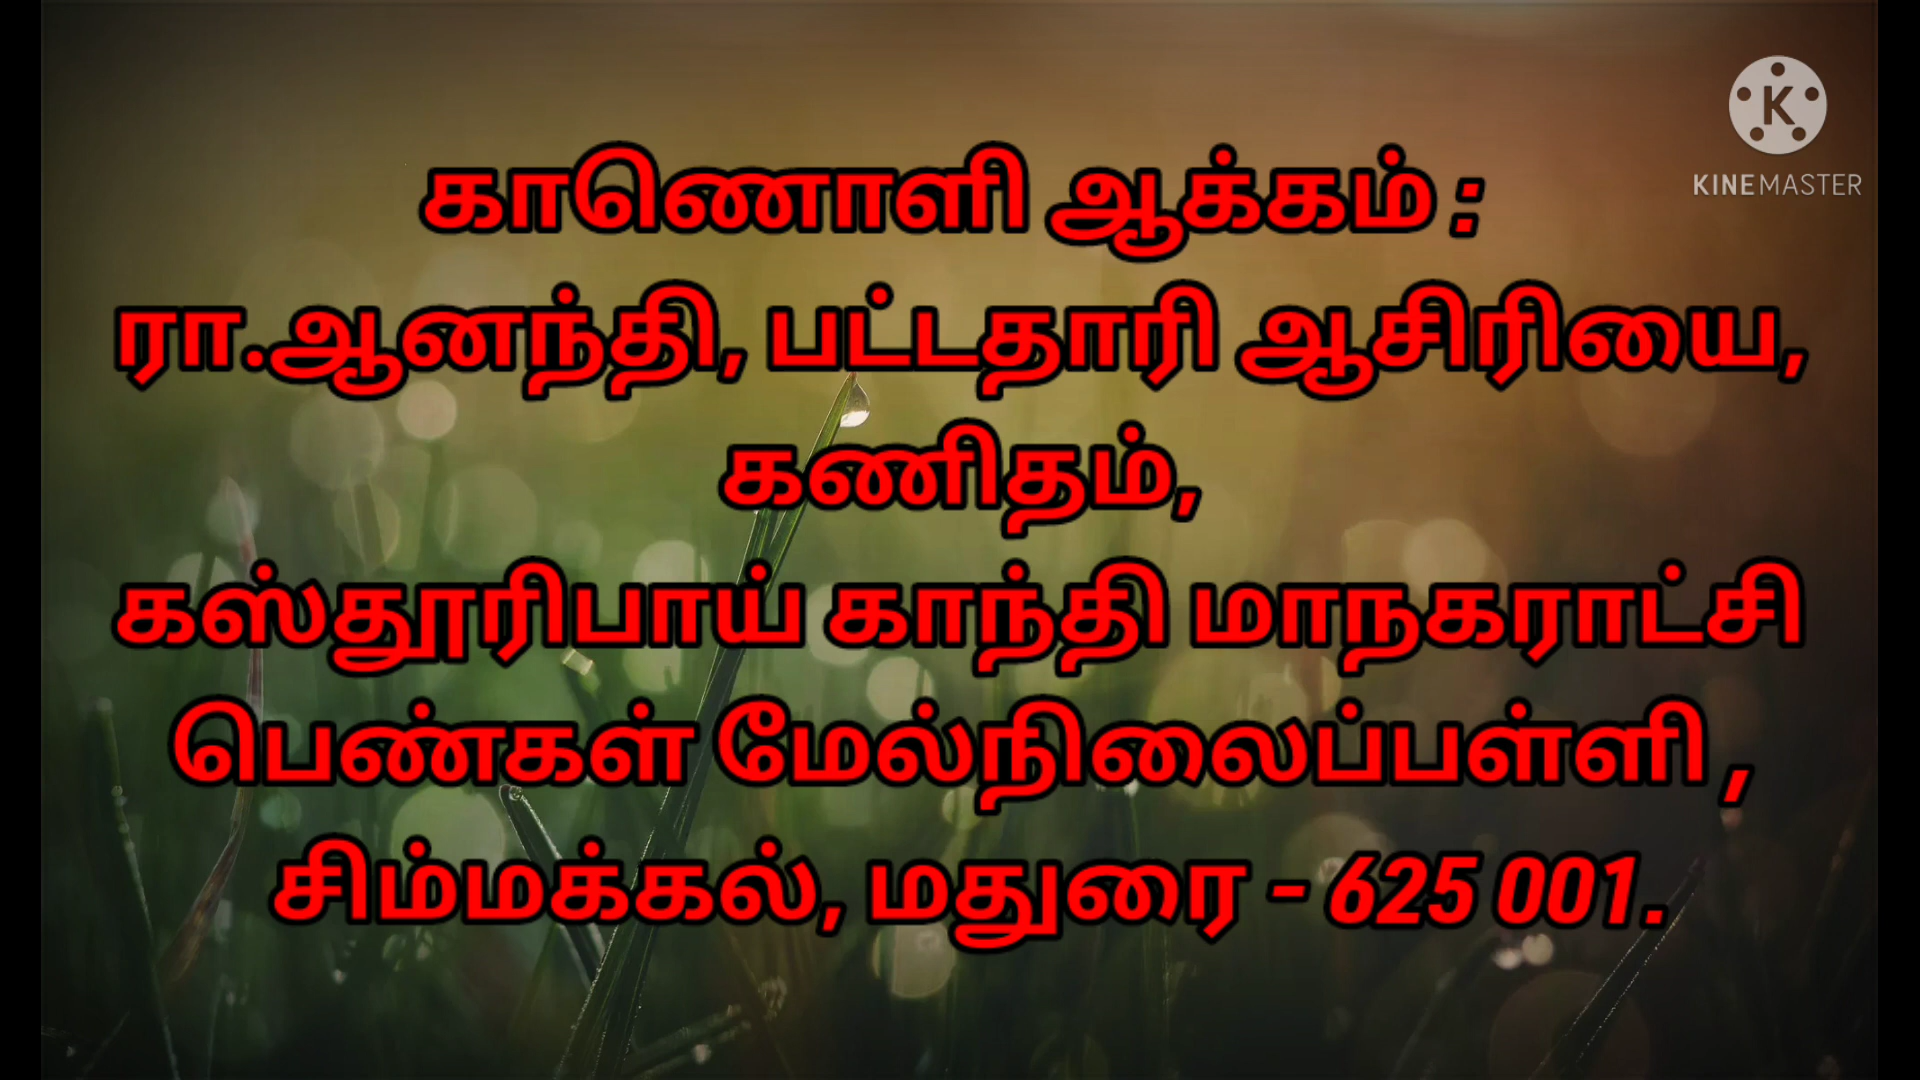 காணொளி ஆக்கம் :
ரா.ஆனந்தி, பட்டதாரி ஆசிரியை,
கணிதம்,
கஸ்தூரிபாய் காந்தி மாநகராட்சி
பெண்கள் மேல்நிலைப்பள்ளி ,
சிம்மக்கல், மதுரை - 625 001.
K
KINEMASTER